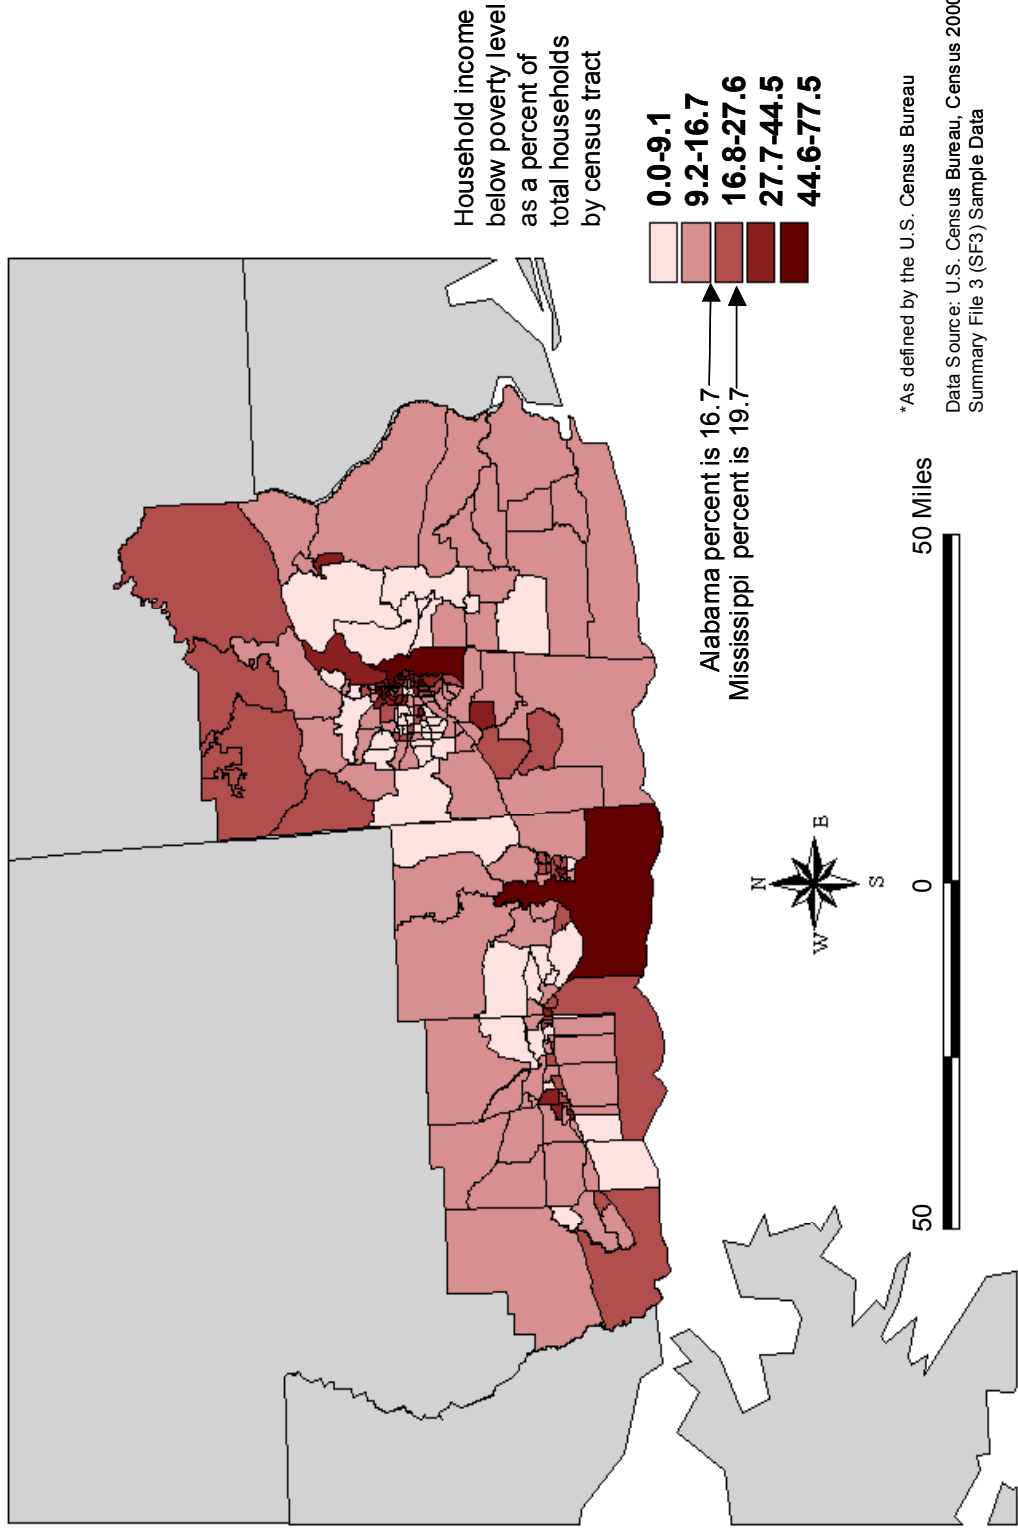 Household income
below poverty level
as a percent of
total households
by census tract
0.0-9.1
9.2-16.7
16.8-27.6
27.7-44.5
44.6-77.5
Alabama percent is 16.7
Mississippi percent is 19.7
*As defined by the U.S. Census Bureau
Data Source: U.S. Census Bureau, Census 2000
Summary File 3 (SF3) Sample Data
N
W
E
S
50
0
50 Miles